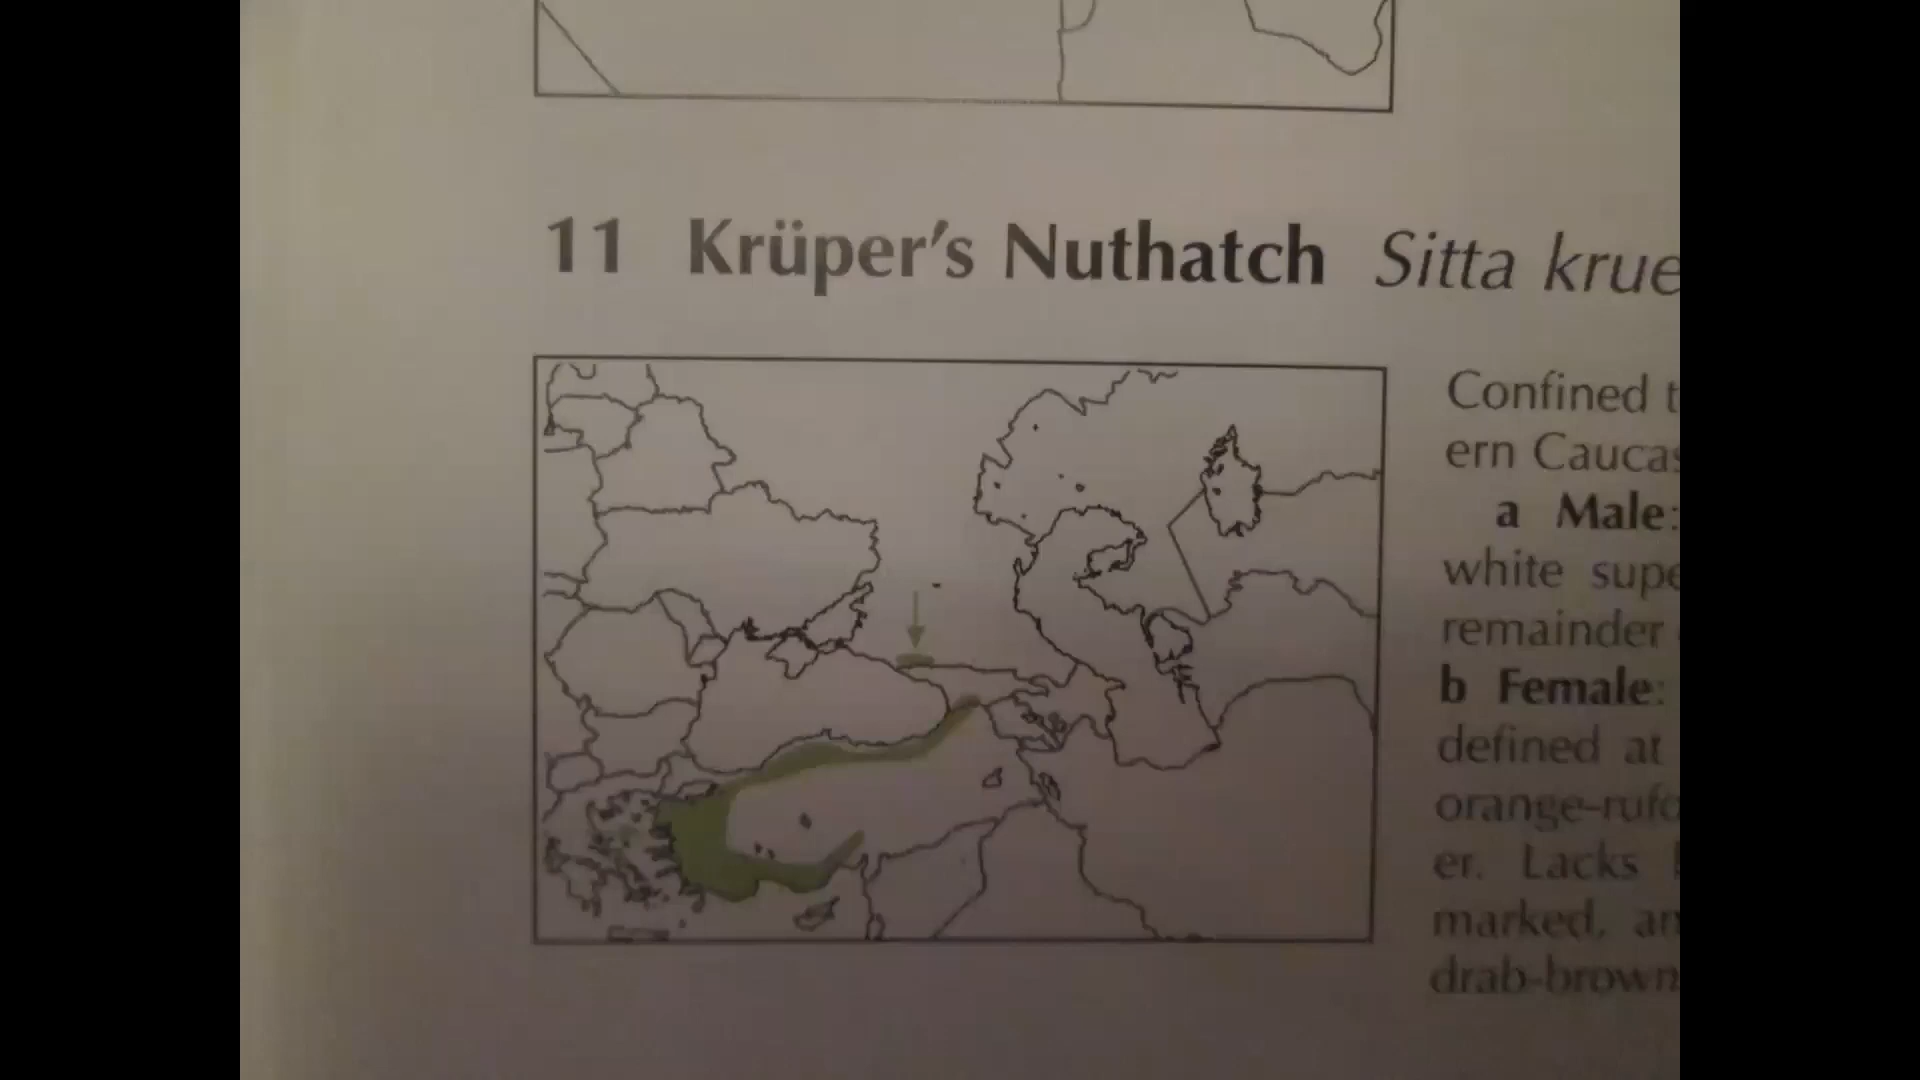 11 Krüper's Nuthatch Sitta krue
Confined t
ern Caucas
a Male:
white supe
remainder
b Female:
defined at
orange-rufo
er. Lacks
marked, an
drab-brown